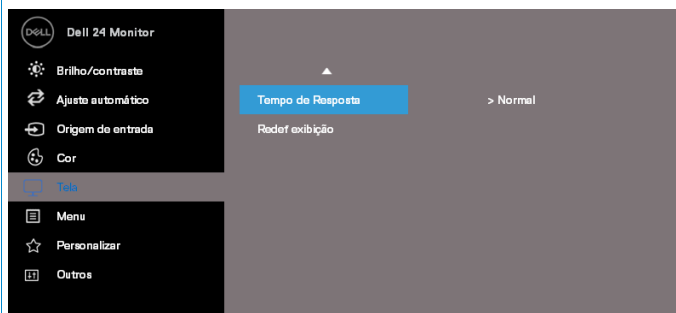 DELL Dell 24 Monitor
Brilho/contraste
Ajuste automático
Tempo de Resposta > Normal
Origem de entrada
Redef exibição
Cor
Tela
Menu
Personalizar
Outros